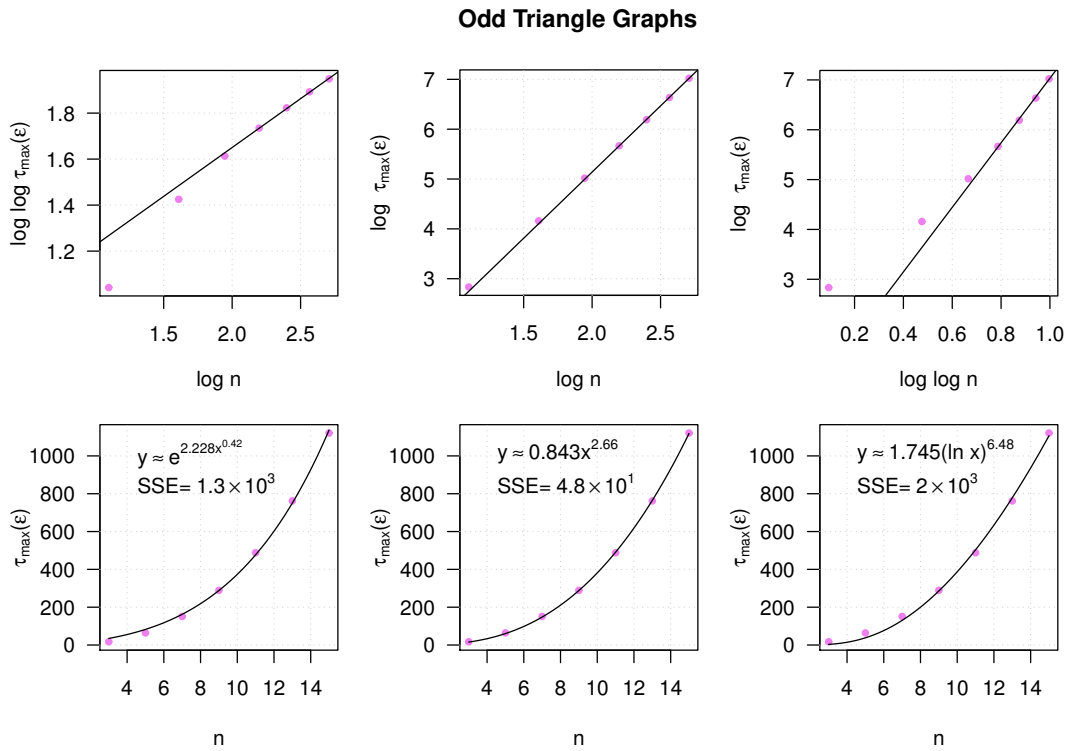 Odd Triangle Graphs
log log τmax(ε)
1.8
1.6
1.4
1.2
1.5 2.0 2.5
log n
log τmax(ε)
7
6
5
4
3
1.5 2.0 2.5
log n
log τmax(ε)
7
6
5
4
3
0.2 0.4 0.6 0.8 1.0
log log n
τmax(ε)
1000
800
600
400
200
0
y ≈ e^2.228x^0.42
SSE= 1.3 × 10^3
4 6 8 10 12 14
n
τmax(ε)
1000
800
600
400
200
0
y ≈ 0.843x^2.66
SSE= 4.8 × 10^1
4 6 8 10 12 14
n
τmax(ε)
1000
800
600
400
200
0
y ≈ 1.745(ln x)^6.48
SSE= 2 × 10^3
4 6 8 10 12 14
n